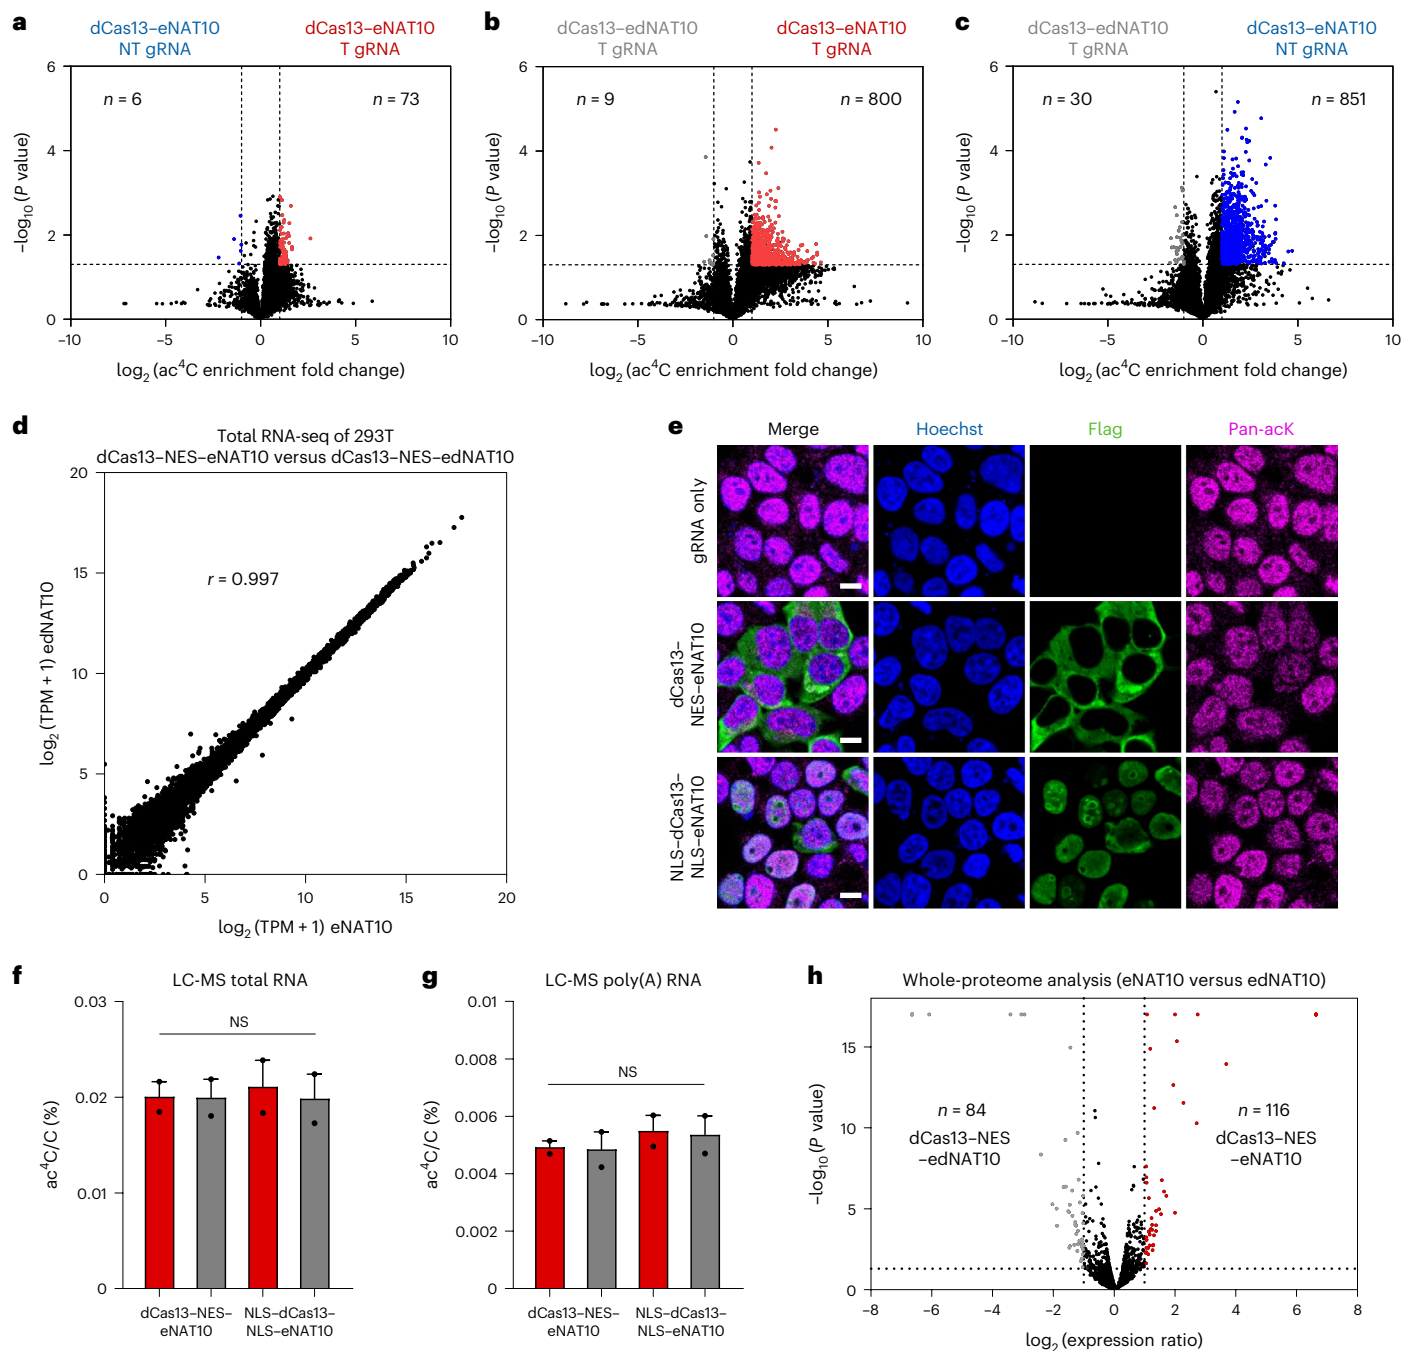 a
dCas13–eNAT10
NT gRNA
dCas13–eNAT10
T gRNA
n = 6
n = 73
6
4
2
0
–log10 (P value)
–10
–5
0
5
10
log2 (ac4C enrichment fold change)
b
dCas13–edNAT10
T gRNA
dCas13–eNAT10
T gRNA
n = 9
n = 800
6
4
2
0
–log10 (P value)
–10
–5
0
5
10
log2 (ac4C enrichment fold change)
c
dCas13–edNAT10
T gRNA
dCas13–eNAT10
NT gRNA
n = 30
n = 851
6
4
2
0
–log10 (P value)
–10
–5
0
5
10
log2 (ac4C enrichment fold change)
d
Total RNA-seq of 293T
dCas13–NES–eNAT10 versus dCas13–NES–edNAT10
r = 0.997
20
15
10
5
0
log2 (TPM + 1) edNAT10
0
5
10
15
20
log2 (TPM + 1) eNAT10
e
Merge
Hoechst
Flag
Pan-acK
gRNA only
dCas13–
NES–eNAT10
NLS–dCas13–
NLS–eNAT10
f
LC-MS total RNA
NS
0.03
0.02
0.01
0
ac4C/C (%)
dCas13–NES–
eNAT10
NLS–dCas13–
NLS–eNAT10
g
LC-MS poly(A) RNA
NS
0.01
0.008
0.006
0.004
0.002
0
ac4C/C (%)
dCas13–NES–
eNAT10
NLS–dCas13–
NLS–eNAT10
h
Whole-proteome analysis (eNAT10 versus edNAT10)
n = 84
dCas13–NES
–edNAT10
n = 116
dCas13–NES
–eNAT10
15
10
5
0
–log10 (P value)
–8
–6
–4
–2
0
2
4
6
8
log2 (expression ratio)